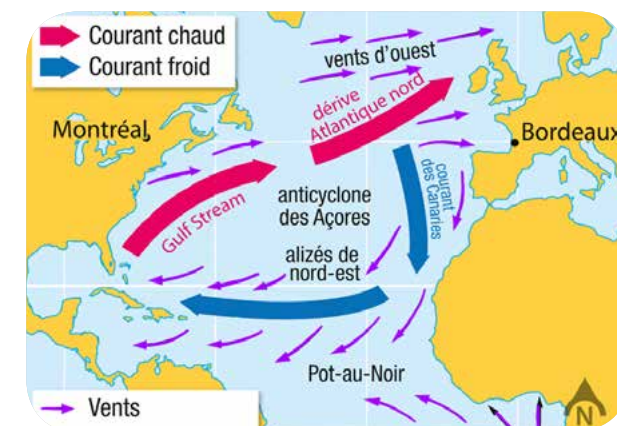 Courant chaud
Courant froid
vents d'ouest
dérive
Atlantique nord
Montréal
Bordeaux
courant
des Canaries
Gulf Stream
anticyclone
des Açores
alizés de
nord-est
Pot-au-Noir
Vents
N